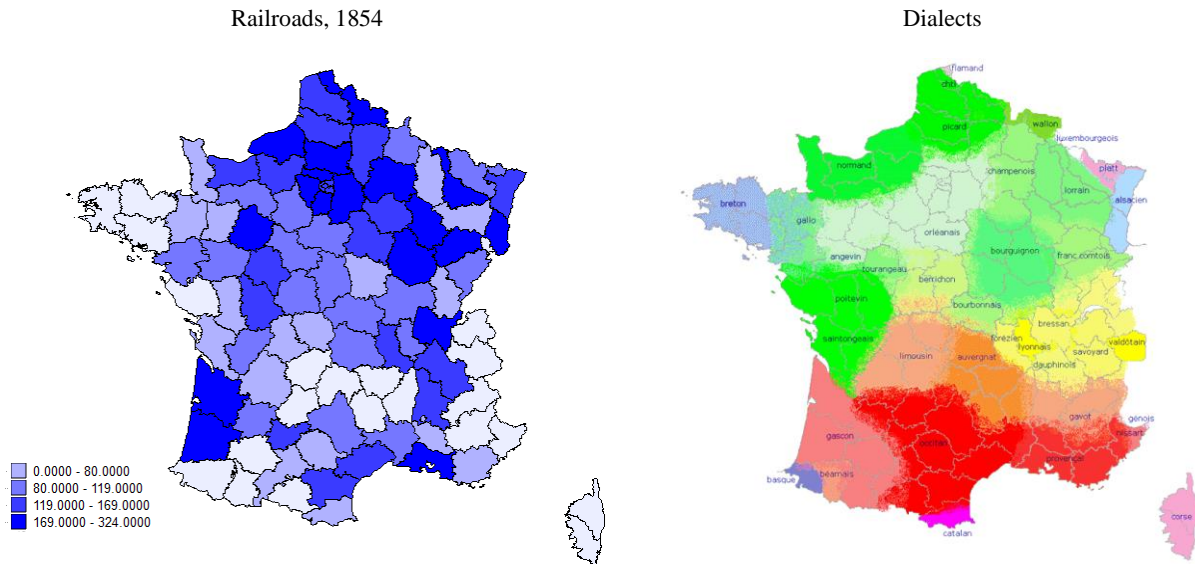 Railroads, 1854
Dialects
0.0000 - 80.0000
80.0000 - 119.0000
119.0000 - 169.0000
169.0000 - 324.0000
flamand
chti
picard
wallon
luxembourgeois
normand
champenois
platt
lorrain
alsacien
breton
gallo
orléanais
bourguignon
franc.comtois
angevin
tourangeau
berrichon
poitevin
bourbonnais
bressan
saintongeais
forézien
lyonnais
valdôtain
limousin
auvergnat
savoyard
dauphinois
gavot
génois
nissart
gascon
occitan
provençal
basque
béarnais
catalan
corse